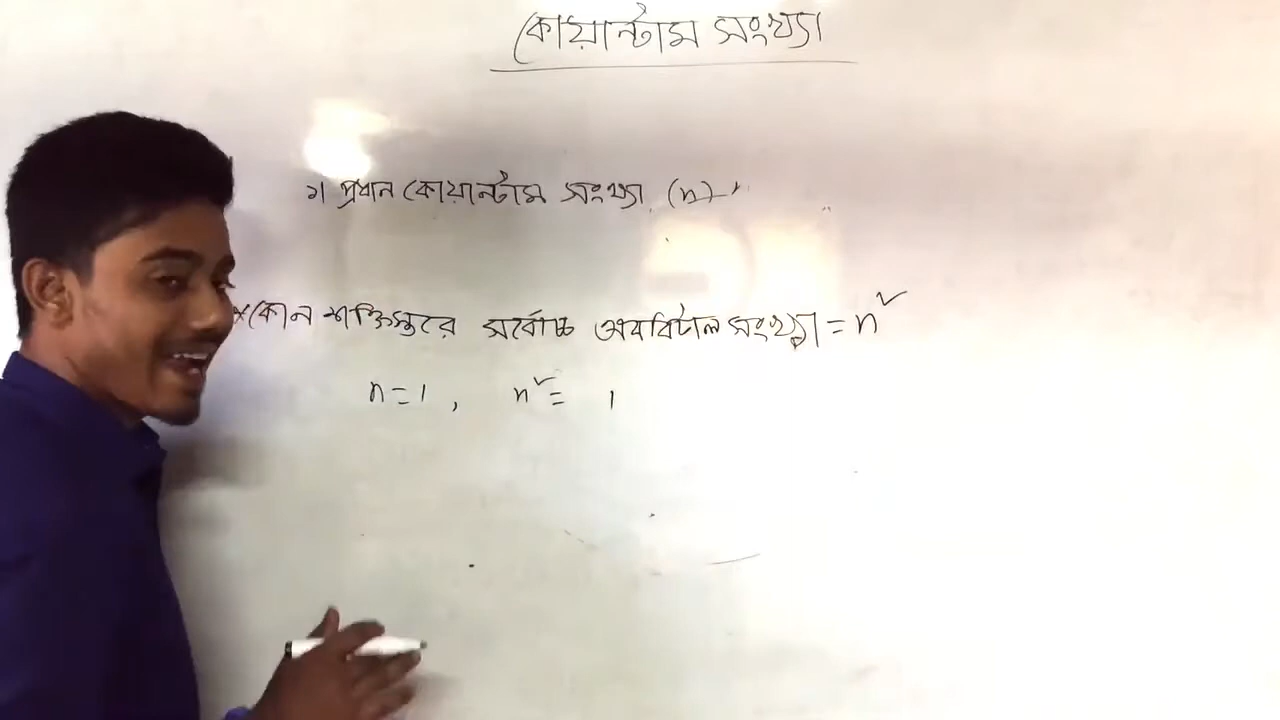 কোয়ান্টাম সংখ্যা
১। প্রধান কোয়ান্টাম সংখ্যা (n)-
*কোন শক্তিস্তরে সর্বোচ্চ অরবিটাল সংখ্যা = n²
n = 1, n² = 1